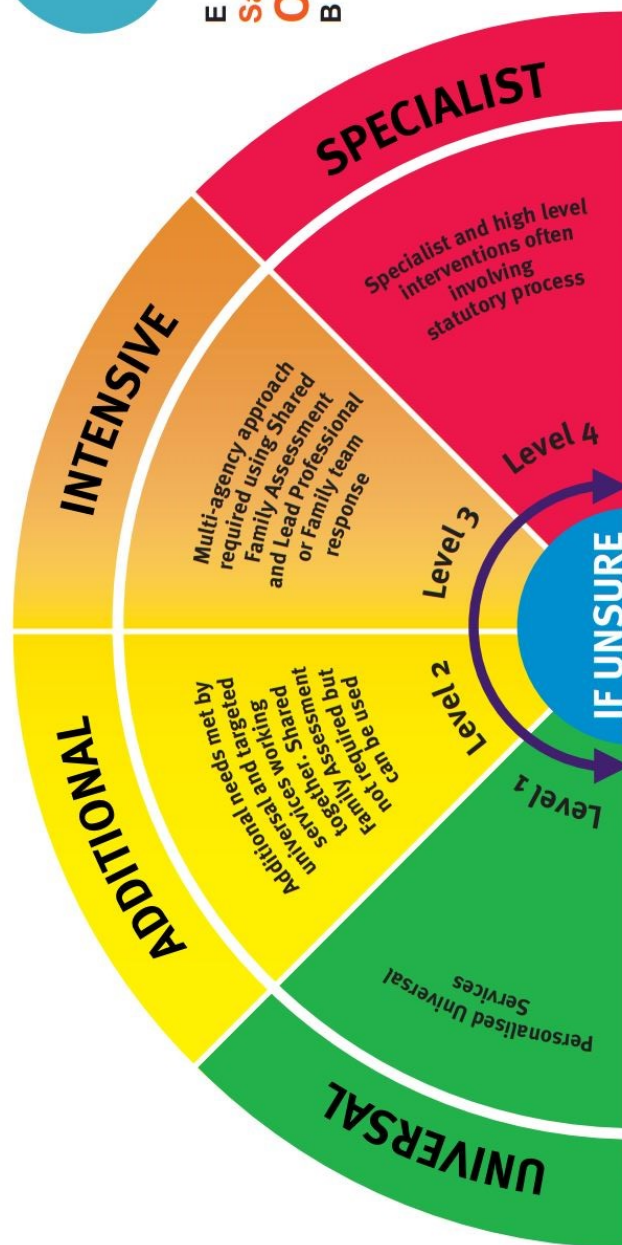 E
Sa
O
B
UNIVERSAL
Personalised Universal
Services
Level 1
ADDITIONAL
Additional needs met by
universal and targeted
services working
together. Shared
Family Assessment
not required but
can be used
Level 2
INTENSIVE
Multi-agency approach
required using Shared
Family Assessment
and Lead Professional
or Family team
response
Level 3
SPECIALIST
Specialist and high level
interventions often
involving
statutory process
Level 4
IF UNSURE